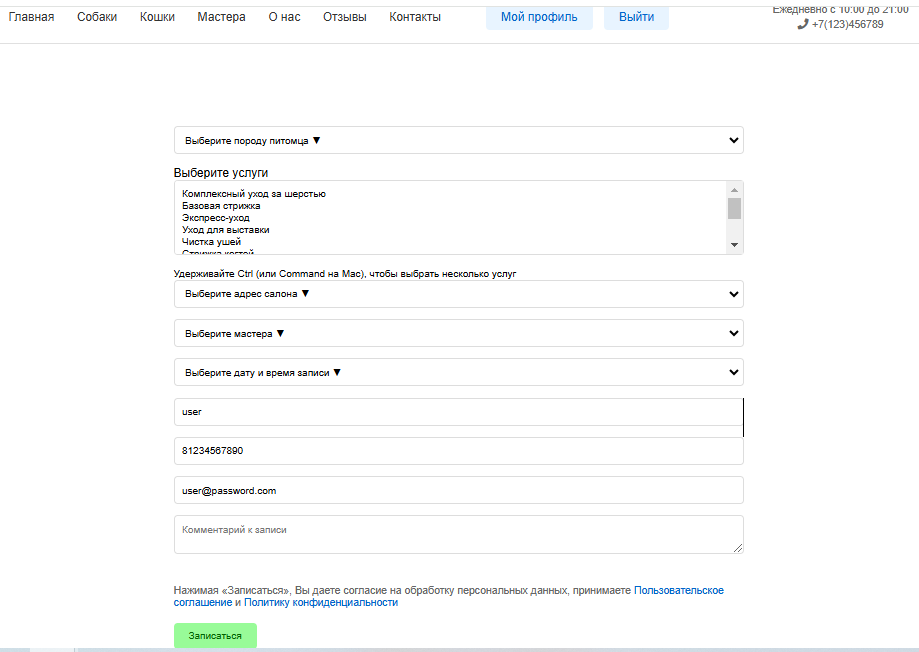 Главная Собаки Кошки Мастера О нас Отзывы Контакты Мой профиль Выйти Ежедневно с 10:00 до 21:00
+7(123)456789
Выберите породу питомца ▼
Выберите услуги
Комплексный уход за шерстью
Базовая стрижка
Экспресс-уход
Уход для выставки
Чистка ушей
Стрижка когтей
Удерживайте Ctrl (или Command на Mac), чтобы выбрать несколько услуг
Выберите адрес салона ▼
Выберите мастера ▼
Выберите дату и время записи ▼
user
81234567890
user@password.com
Комментарий к записи
Нажимая «Записаться», Вы даете согласие на обработку персональных данных, принимаете Пользовательское
соглашение и Политику конфиденциальности
Записаться